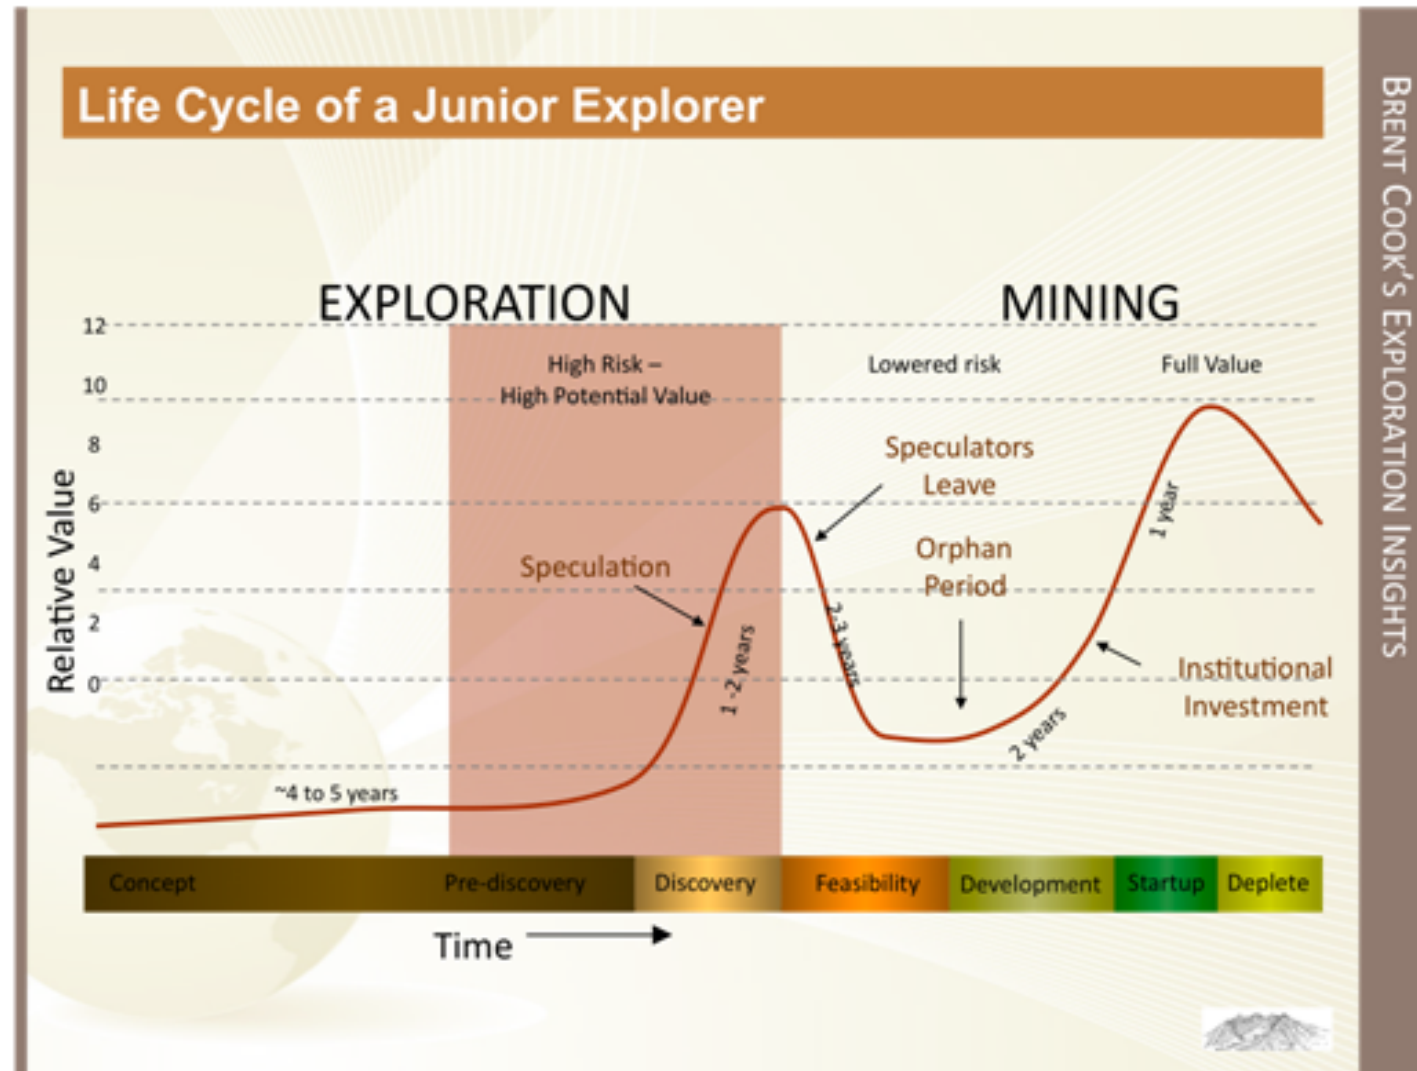 Life Cycle of a Junior Explorer
BRENT COOK'S EXPLORATION INSIGHTS
EXPLORATION
MINING
12
10
8
6
4
2
0
Relative Value
High Risk –
High Potential Value
Lowered risk
Full Value
Speculators
Leave
Speculation
Orphan
Period
Institutional
Investment
~4 to 5 years
1 -2 years
2-3 years
2 years
1 year
Concept
Pre-discovery
Discovery
Feasibility
Development
Startup
Deplete
Time